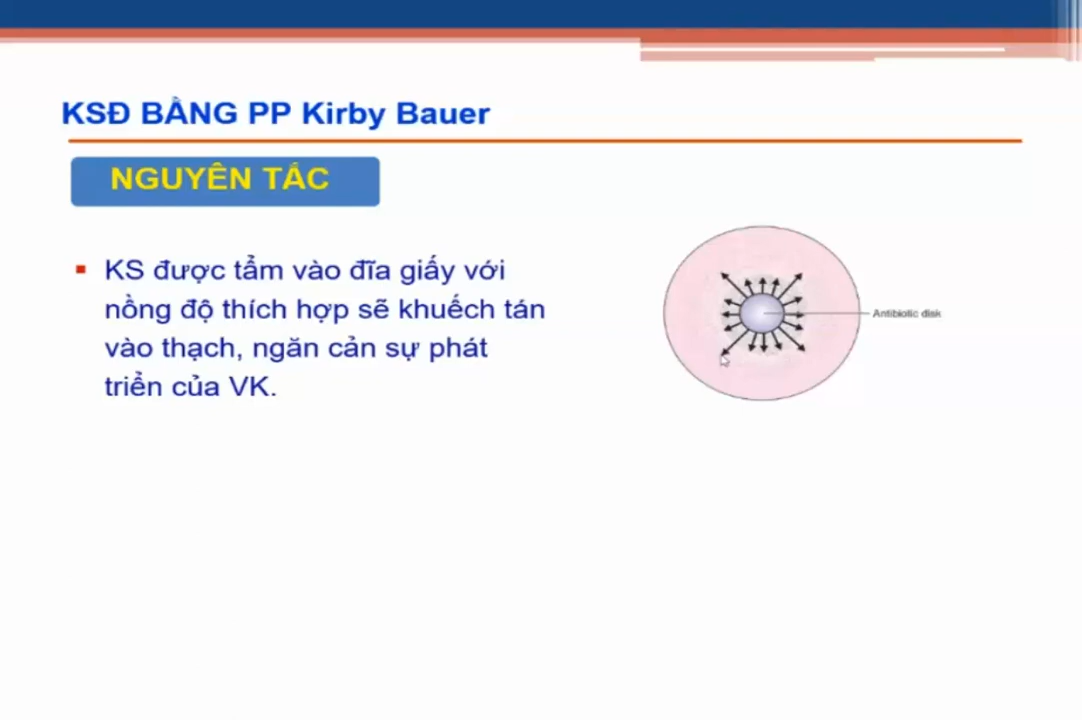 KSĐ BẰNG PP Kirby Bauer
NGUYÊN TẮC
KS được tẩm vào đĩa giấy với
nồng độ thích hợp sẽ khuếch tán
vào thạch, ngăn cản sự phát
triển của VK.
Antibiotic disk